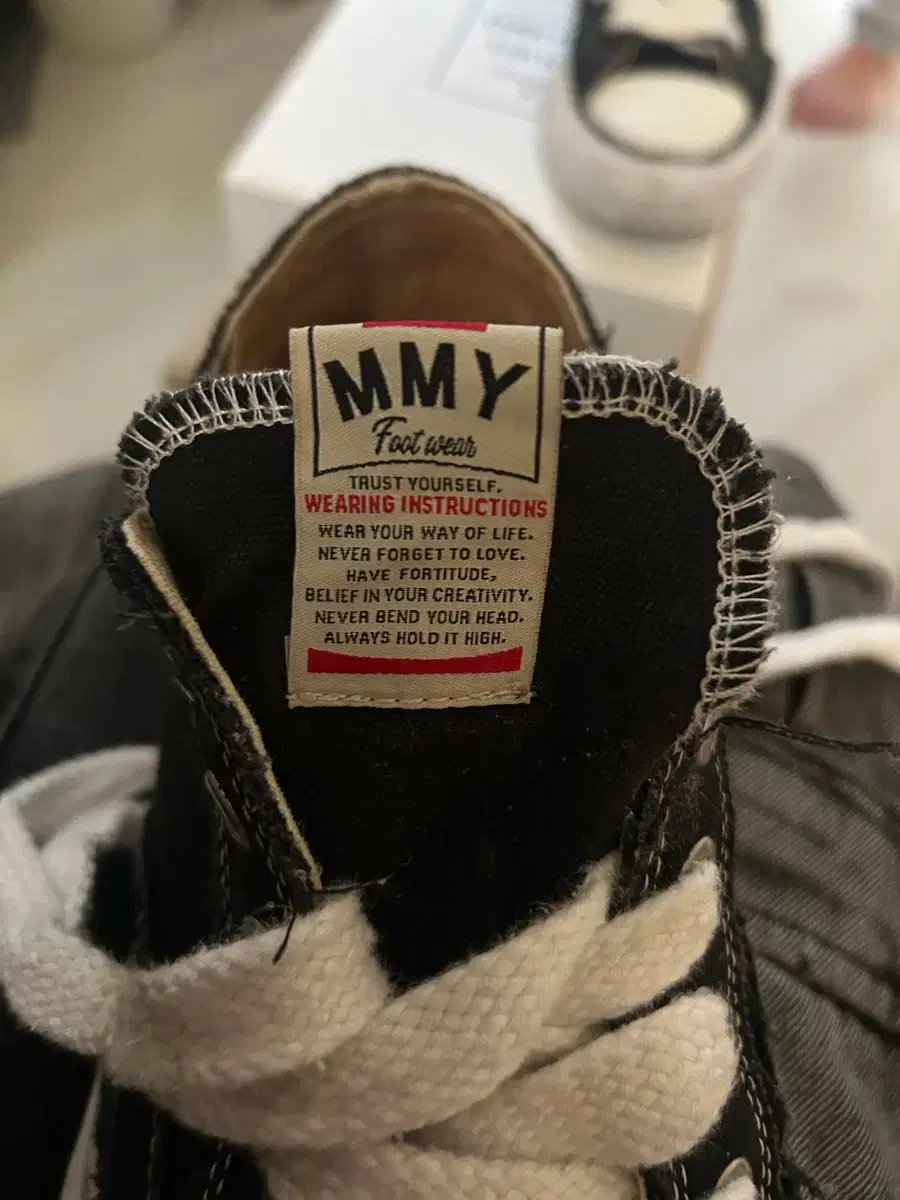 MMY
Foot wear
TRUST YOURSELF.
WEARING INSTRUCTIONS
WEAR YOUR WAY OF LIFE.
NEVER FORGET TO LOVE.
HAVE FORTITUDE,
BELIEF IN YOUR CREATIVITY.
NEVER BEND YOUR HEAD.
ALWAYS HOLD IT HIGH.